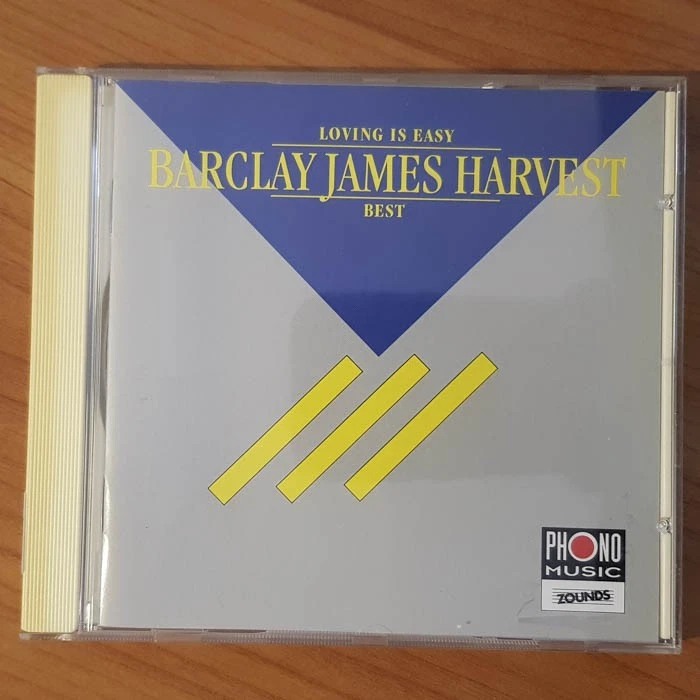 LOVING IS EASY
BARCLAY JAMES HARVEST
BEST
PHONO
MUSIC
ZOUNDS